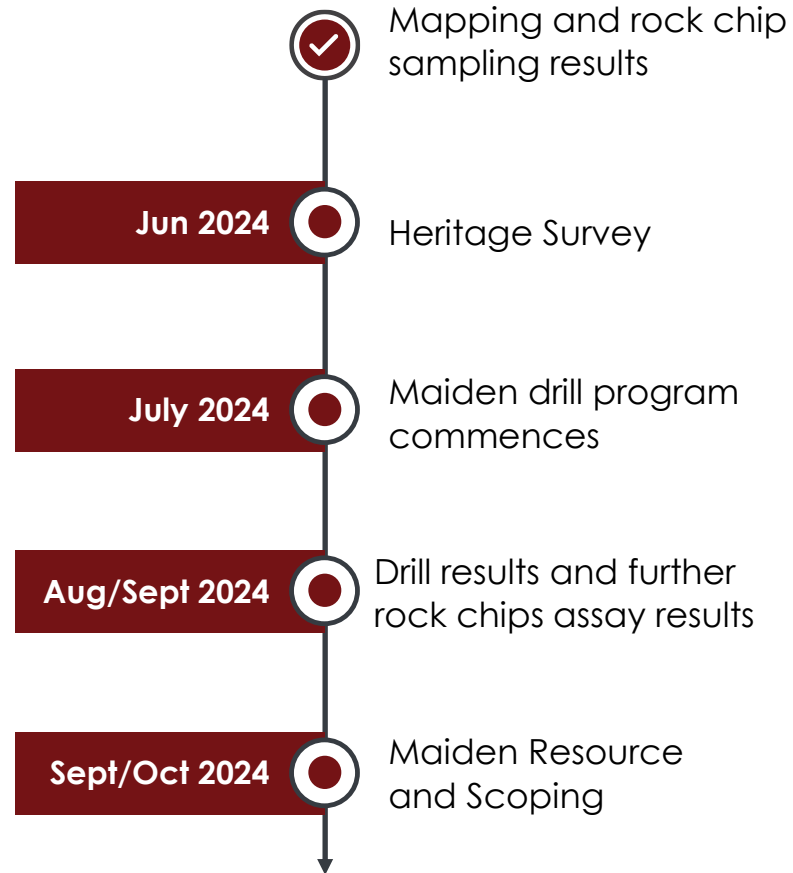 Mapping and rock chip
sampling results
Jun 2024
Heritage Survey
July 2024
Maiden drill program
commences
Aug/Sept 2024
Drill results and further
rock chips assay results
Sept/Oct 2024
Maiden Resource
and Scoping